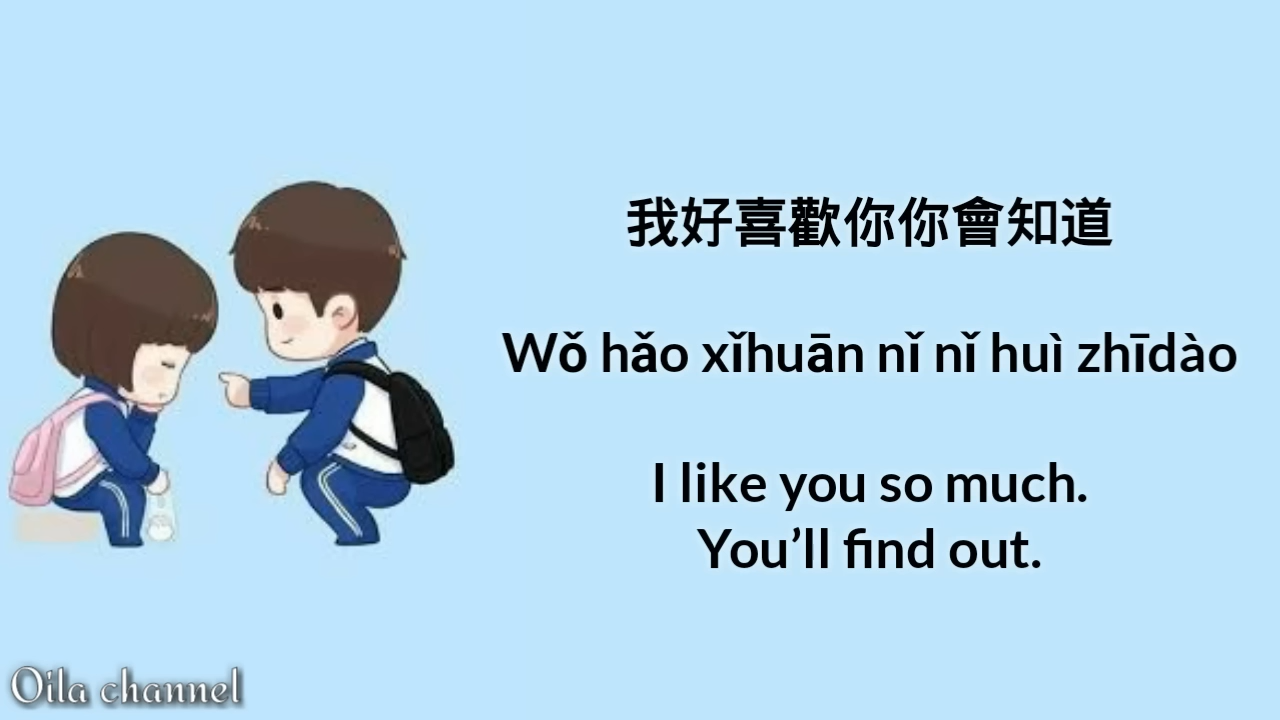 我好喜歡你你會知道
Wǒ hǎo xǐhuān nǐ nǐ huì zhīdào
I like you so much.
You’ll find out.
Oila channel